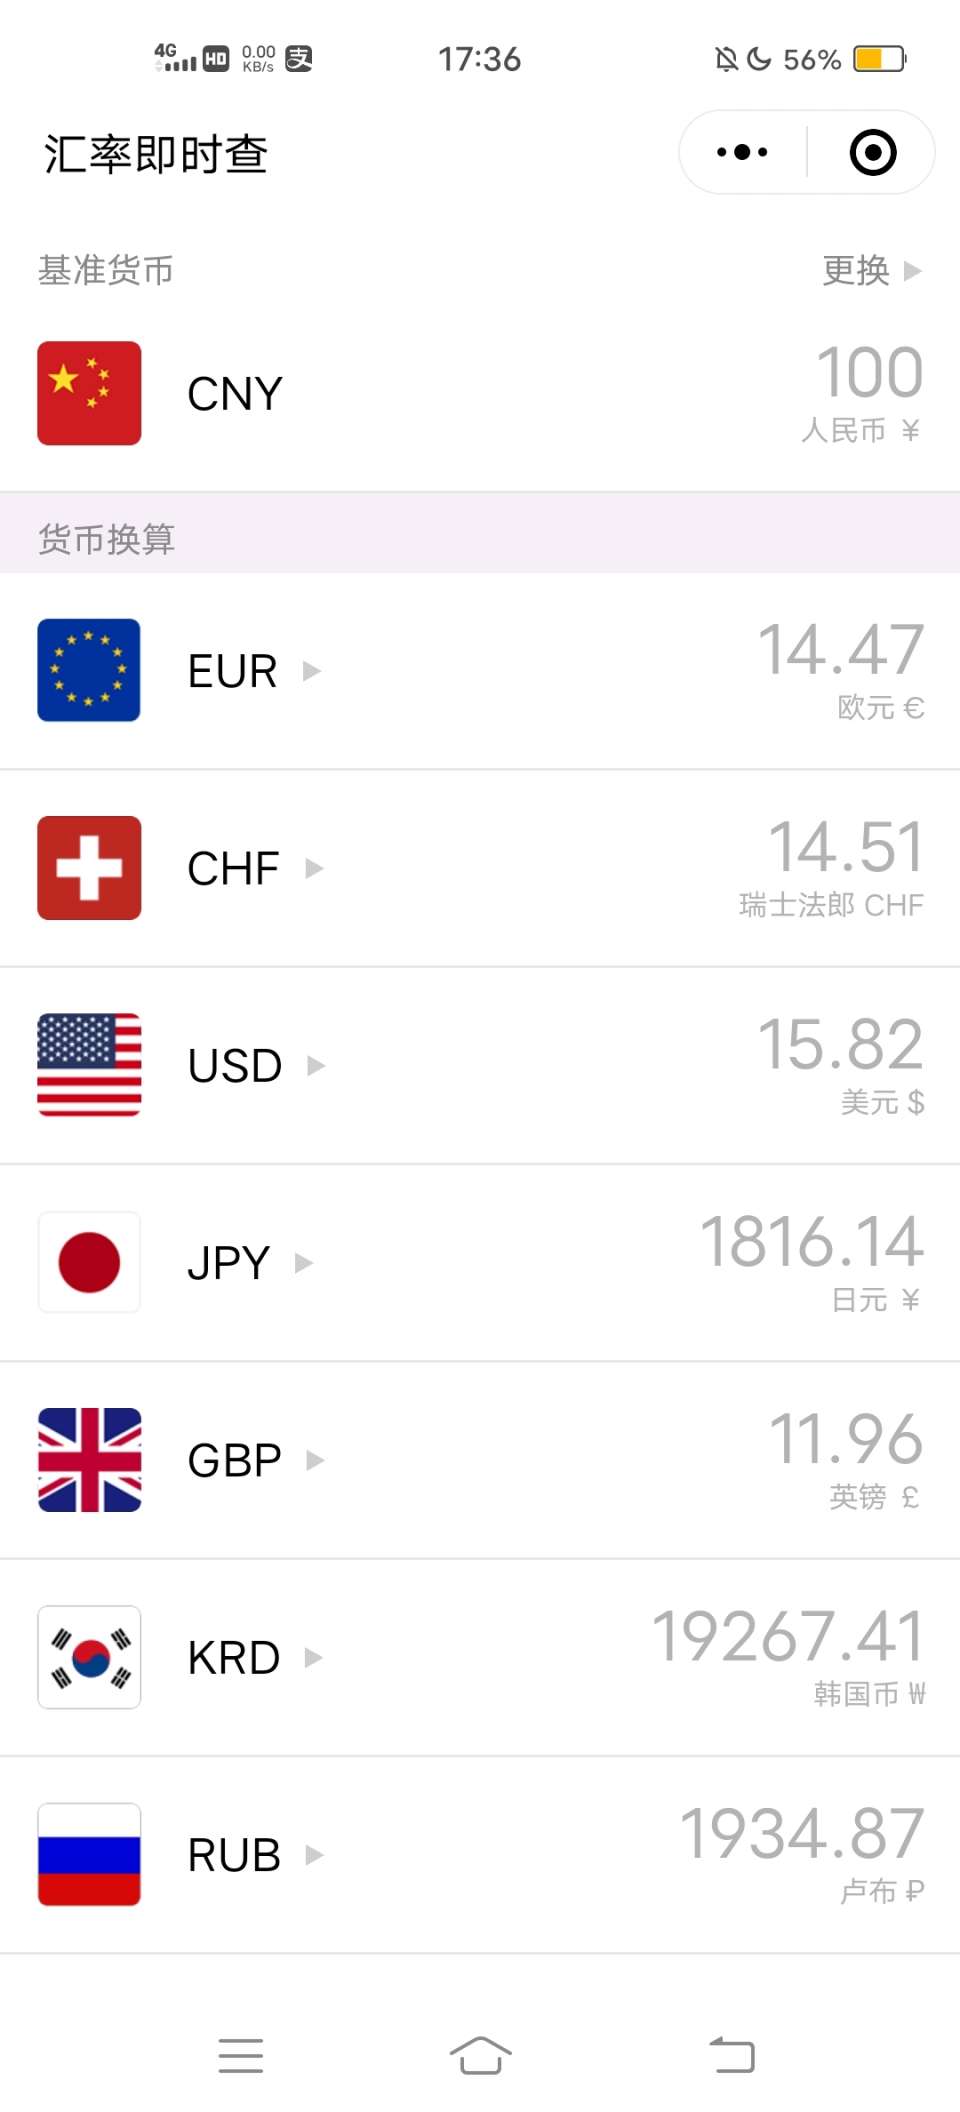 4G HD 0.00 KB/s 支 17:36 56%
汇率即时查
基准货币 更换
CNY 100
人民币 ¥
货币换算
EUR 14.47
欧元 €
CHF 14.51
瑞士法郎 CHF
USD 15.82
美元 $
JPY 1816.14
日元 ¥
GBP 11.96
英镑 £
KRD 19267.41
韩国币 ₩
RUB 1934.87
卢布 ₽